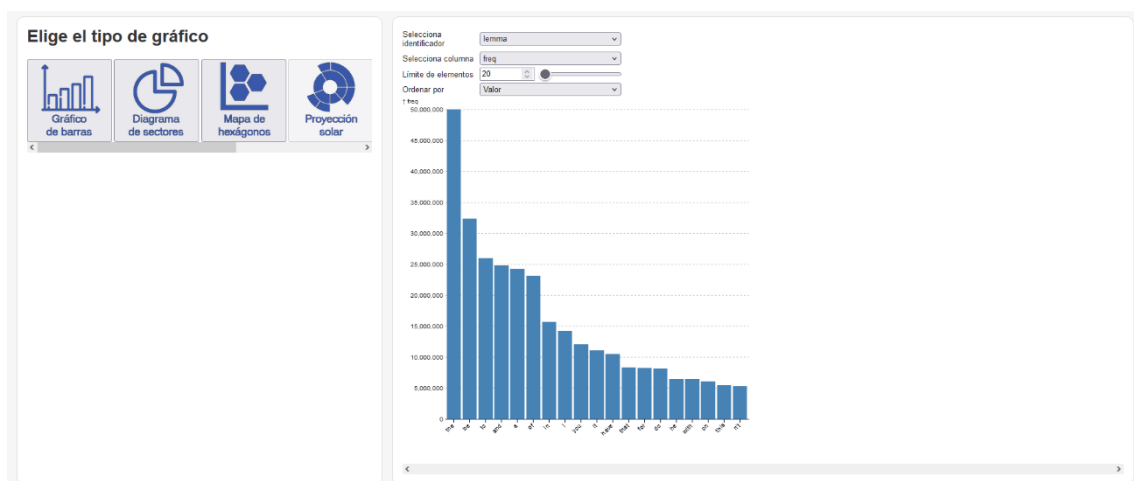 Elige el tipo de gráfico
Gráfico
de barras
Diagrama
de sectores
Mapa de
hexágonos
Proyección
solar
Selecciona
identificador
lemma
Selecciona columna
freq
Límite de elementos
20
Ordenar por
Valor
↑ freq
50,000,000
45,000,000
40,000,000
35,000,000
30,000,000
25,000,000
20,000,000
15,000,000
10,000,000
5,000,000
0
the be to and a of in i you it have that for do he with on this n't